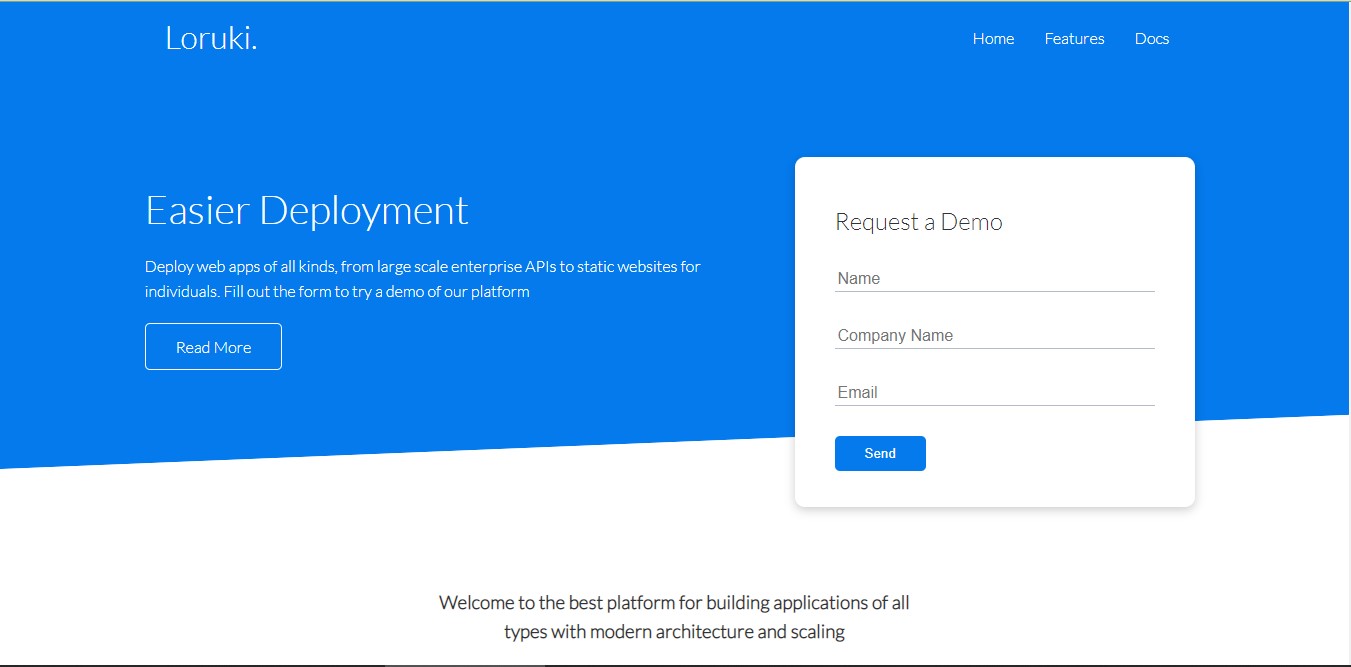 Loruki.
Home Features Docs
Easier Deployment
Deploy web apps of all kinds, from large scale enterprise APIs to static websites for
individuals. Fill out the form to try a demo of our platform
Read More
Request a Demo
Name
Company Name
Email
Send
Welcome to the best platform for building applications of all
types with modern architecture and scaling